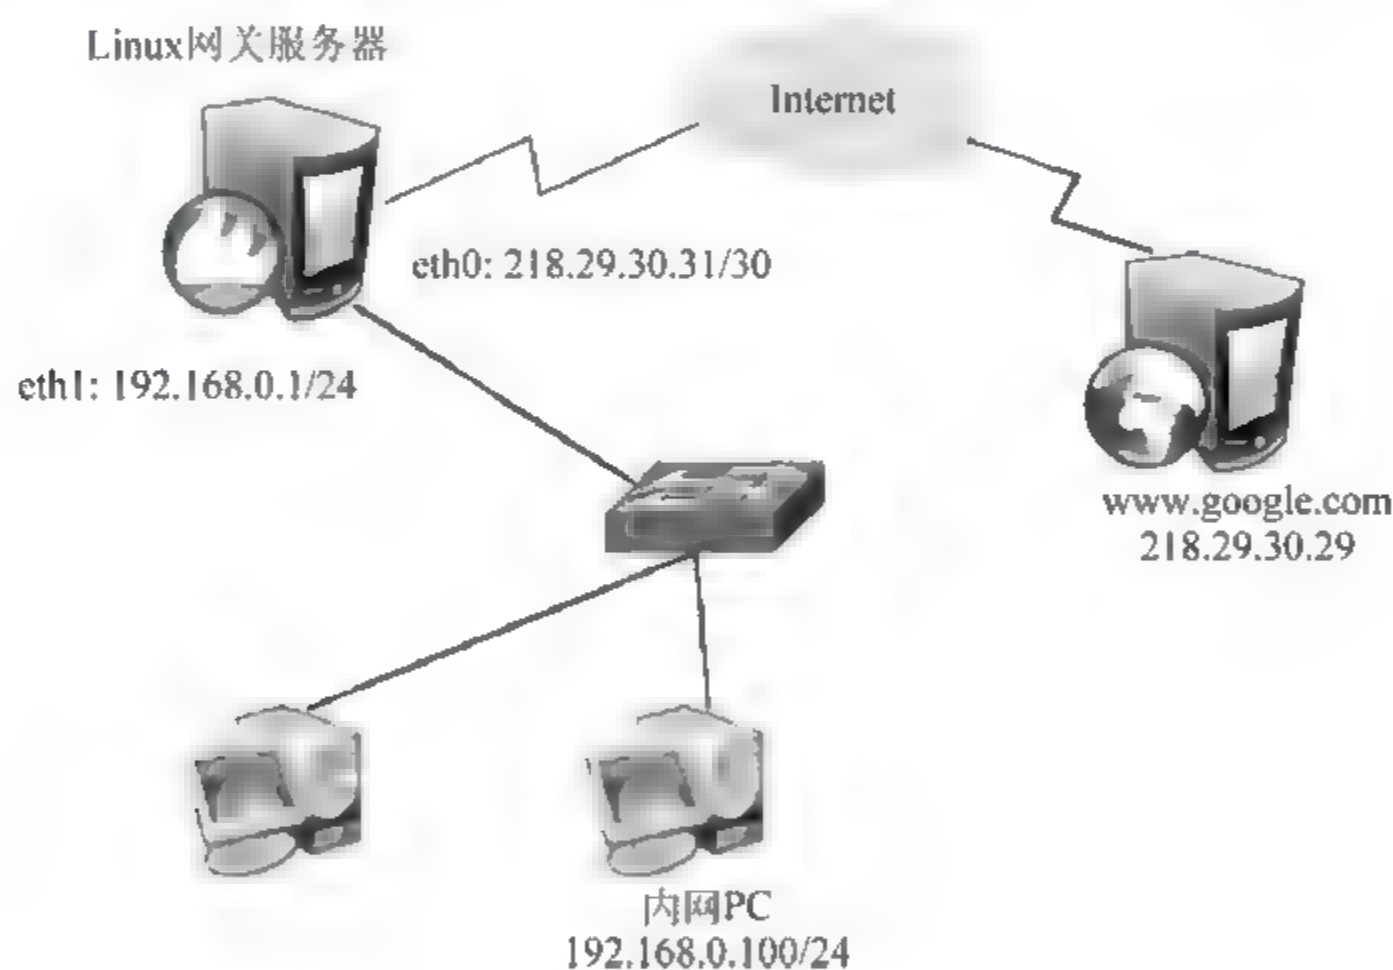 Linux网关服务器
Internet
eth0: 218.29.30.31/30
eth1: 192.168.0.1/24
www.google.com
218.29.30.29
内网PC
192.168.0.100/24